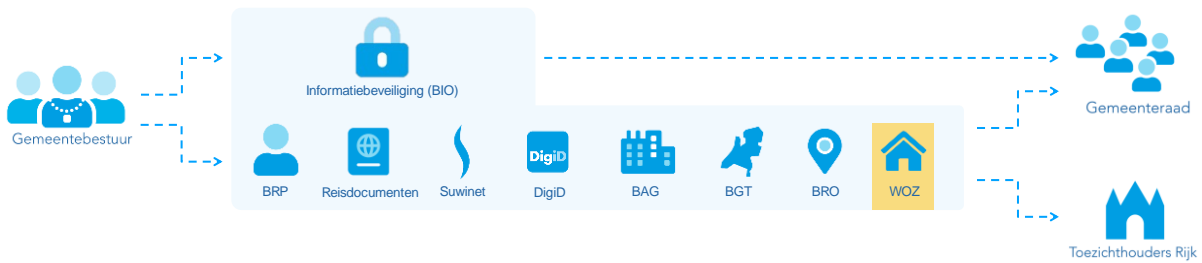 Informatiebeveiliging (BIO)
Gemeentebestuur
Gemeenteraad
DigiD
BRP
Reisdocumenten
Suwinet
DigiD
BAG
BGT
BRO
WOZ
Toezichthouders Rijk